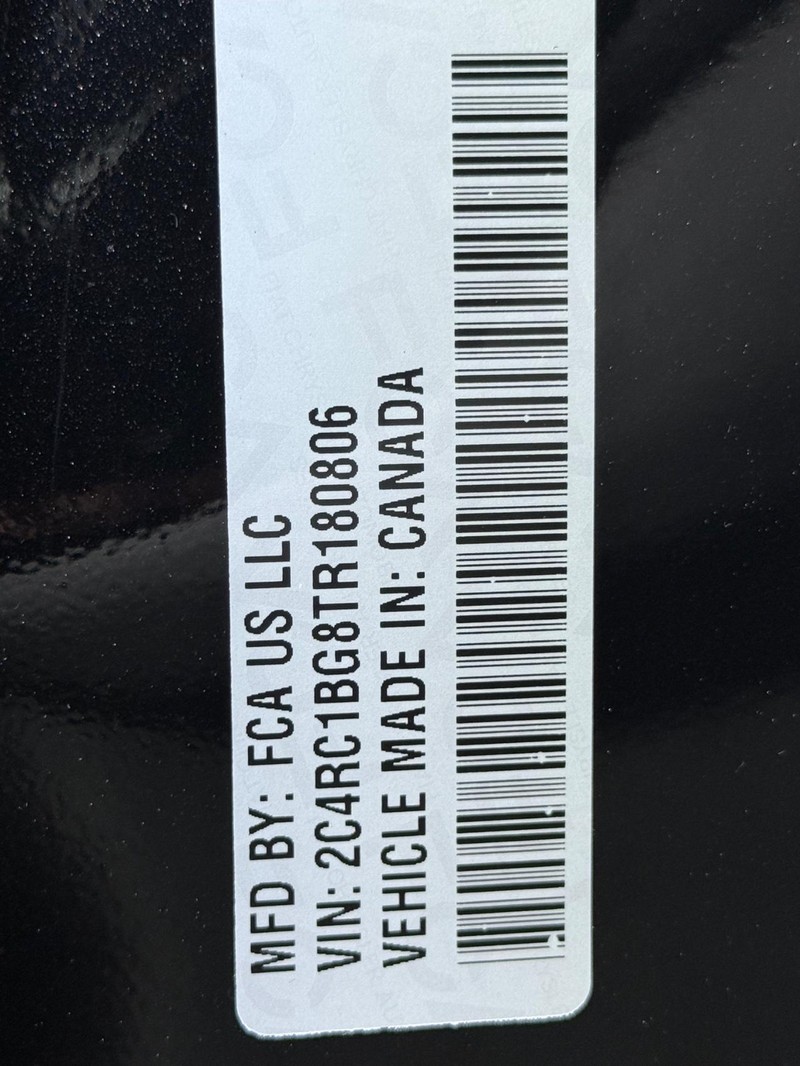 MFD BY: FCA US LLC
VIN: 2C4RC1BG8TR180806
VEHICLE MADE IN: CANADA